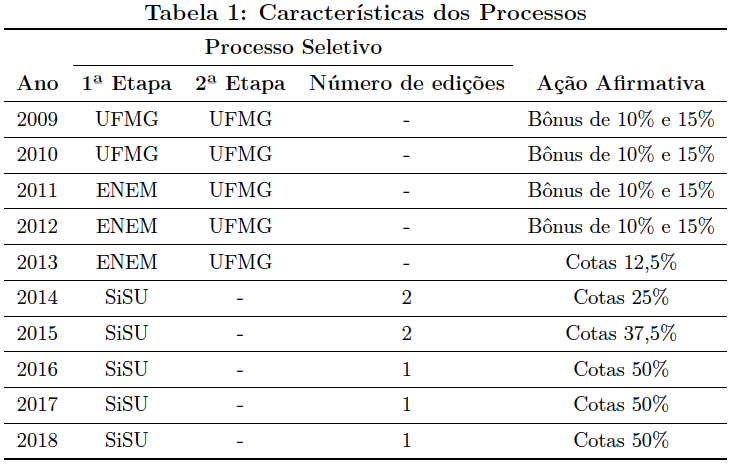 Tabela 1: Características dos Processos
Processo Seletivo
Ano 1ª Etapa 2ª Etapa Número de edições Ação Afirmativa
2009 UFMG UFMG - Bônus de 10% e 15%
2010 UFMG UFMG - Bônus de 10% e 15%
2011 ENEM UFMG - Bônus de 10% e 15%
2012 ENEM UFMG - Bônus de 10% e 15%
2013 ENEM UFMG - Cotas 12,5%
2014 SiSU - 2 Cotas 25%
2015 SiSU - 2 Cotas 37,5%
2016 SiSU - 1 Cotas 50%
2017 SiSU - 1 Cotas 50%
2018 SiSU - 1 Cotas 50%